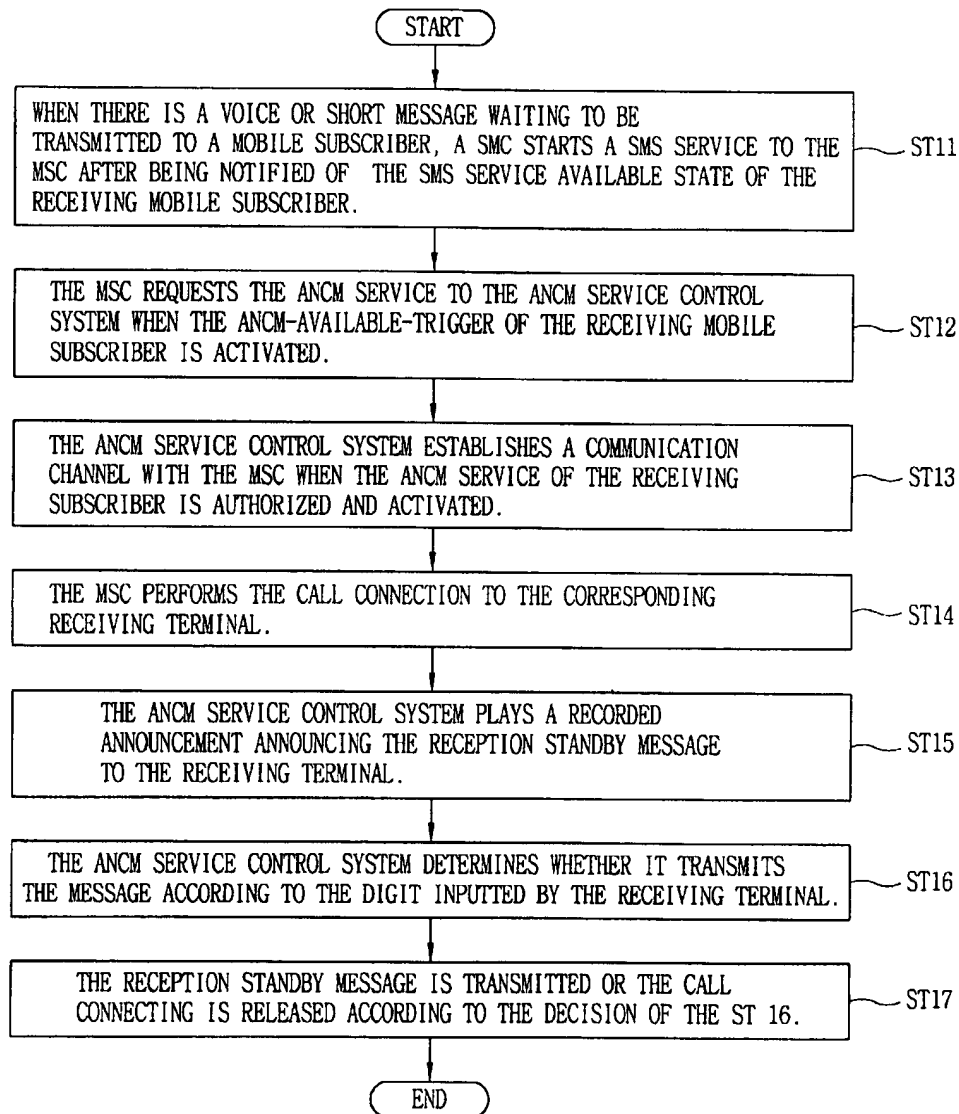 START
WHEN THERE IS A VOICE OR SHORT MESSAGE WAITING TO BE
TRANSMITTED TO A MOBILE SUBSCRIBER, A SMC STARTS A SMS SERVICE TO THE
MSC AFTER BEING NOTIFIED OF THE SMS SERVICE AVAILABLE STATE OF THE
RECEIVING MOBILE SUBSCRIBER.
ST11
THE MSC REQUESTS THE ANCM SERVICE TO THE ANCM SERVICE CONTROL
SYSTEM WHEN THE ANCM-AVAILABLE-TRIGGER OF THE RECEIVING MOBILE
SUBSCRIBER IS ACTIVATED.
ST12
THE ANCM SERVICE CONTROL SYSTEM ESTABLISHES A COMMUNICATION
CHANNEL WITH THE MSC WHEN THE ANCM SERVICE OF THE RECEIVING
SUBSCRIBER IS AUTHORIZED AND ACTIVATED.
ST13
THE MSC PERFORMS THE CALL CONNECTION TO THE CORRESPONDING
RECEIVING TERMINAL.
ST14
THE ANCM SERVICE CONTROL SYSTEM PLAYS A RECORDED
ANNOUNCEMENT ANNOUNCING THE RECEPTION STANDBY MESSAGE
TO THE RECEIVING TERMINAL.
ST15
THE ANCM SERVICE CONTROL SYSTEM DETERMINES WHETHER IT TRANSMITS
THE MESSAGE ACCORDING TO THE DIGIT INPUTTED BY THE RECEIVING TERMINAL.
ST16
THE RECEPTION STANDBY MESSAGE IS TRANSMITTED OR THE CALL
CONNECTING IS RELEASED ACCORDING TO THE DECISION OF THE ST 16.
ST17
END